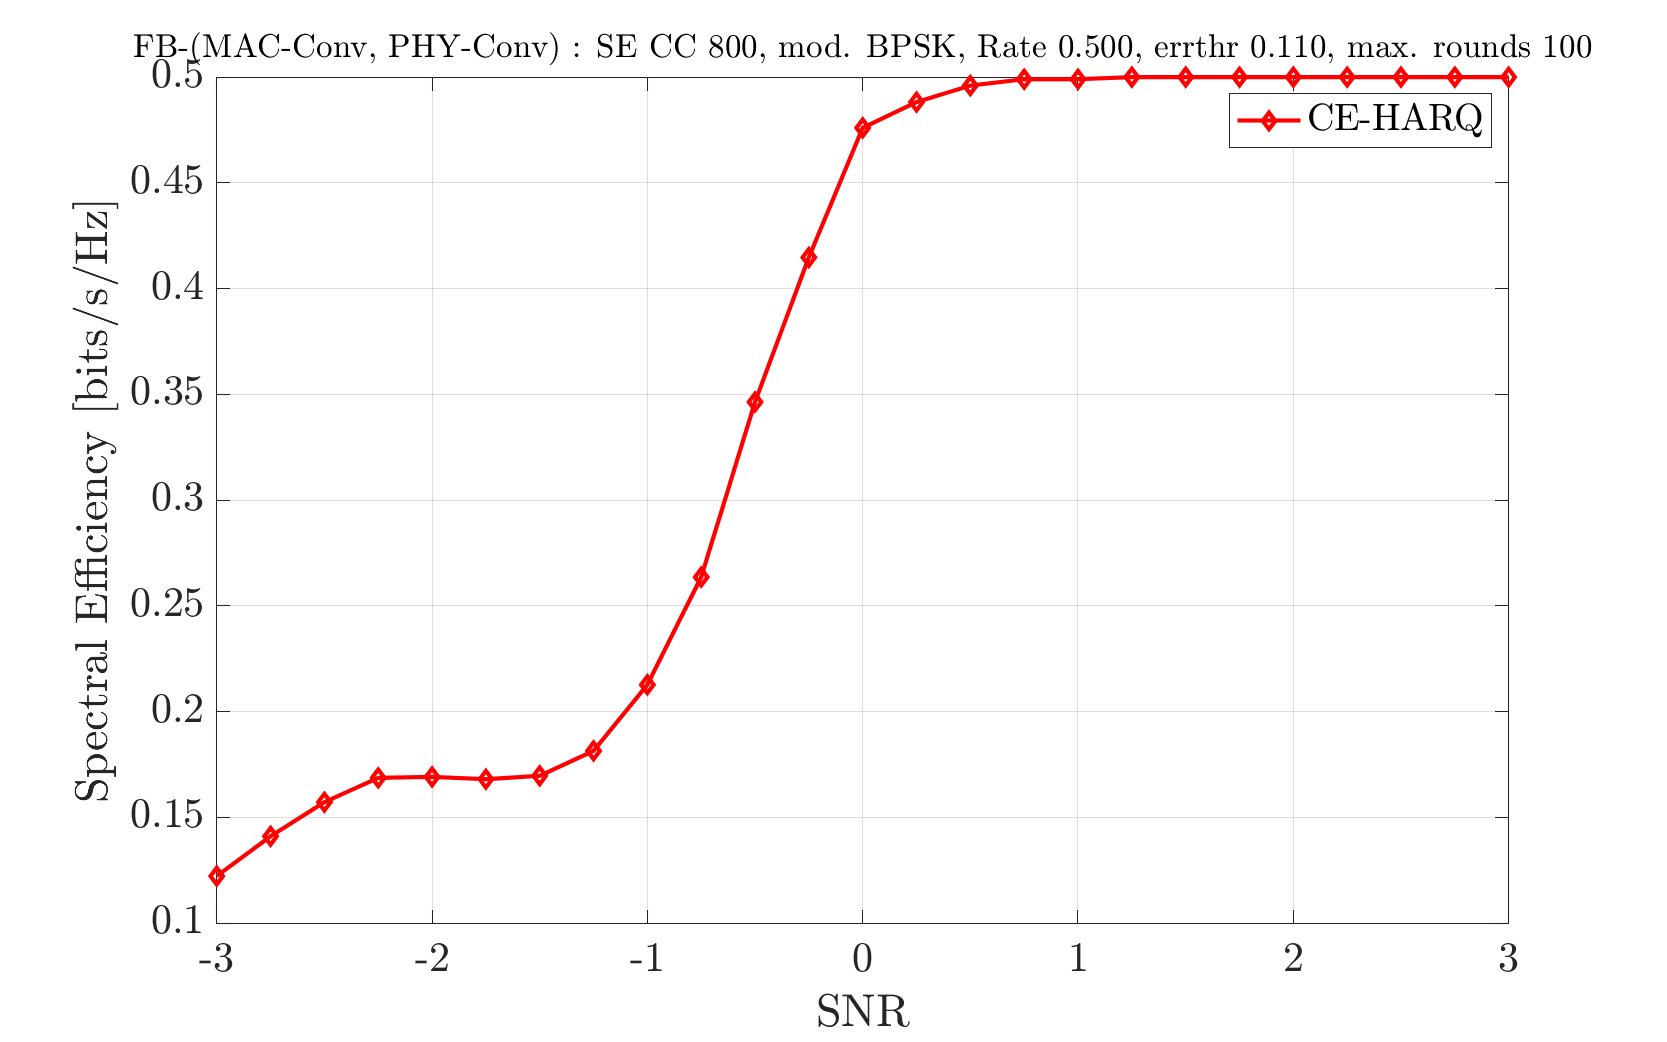 FB-(MAC-Conv, PHY-Conv) : SE CC 800, mod. BPSK, Rate 0.500, errthr 0.110, max. rounds 100
0.5
CE-HARQ
0.45
0.4
0.35
0.3
0.25
0.2
0.15
0.1
Spectral Efficiency [bits/s/Hz]
-3 -2 -1 0 1 2 3
SNR